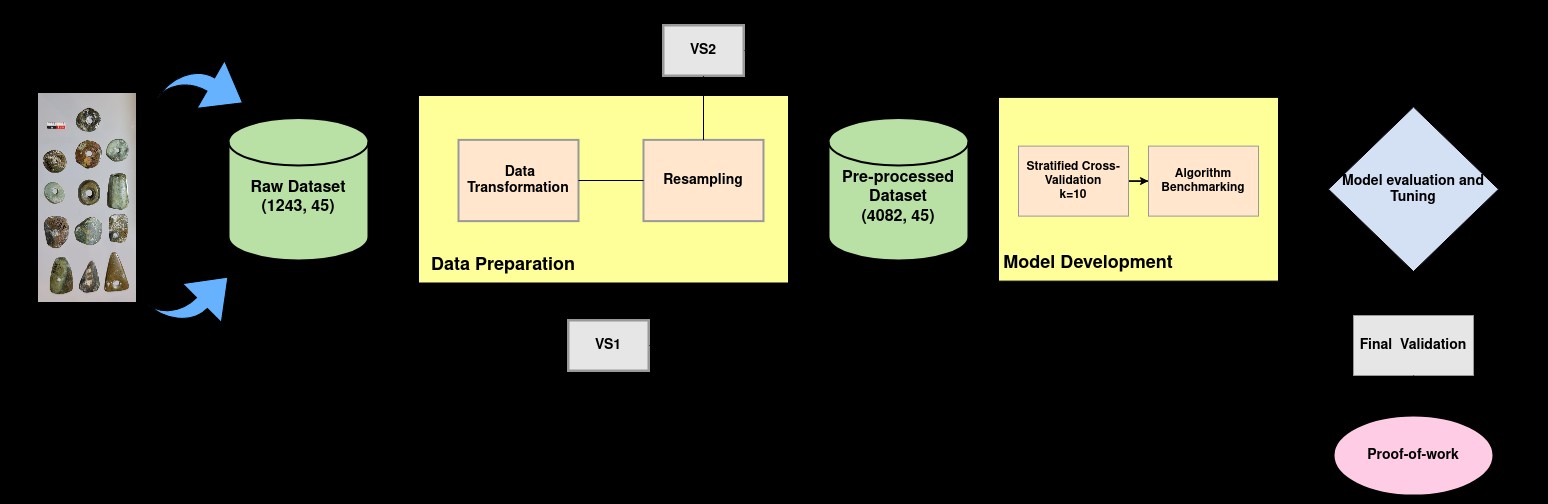 VS2
Raw Dataset
(1243, 45)
Data
Transformation
Resampling
Data Preparation
Pre-processed
Dataset
(4082, 45)
Stratified Cross-
Validation
k=10
Algorithm
Benchmarking
Model Development
Model evaluation and
Tuning
VS1
Final Validation
Proof-of-work